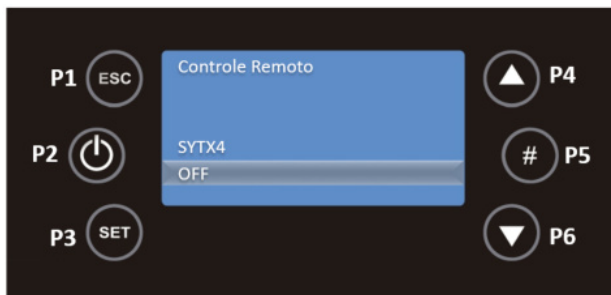 Controle Remoto
P1 ESC
P4
SYTX4
P2
# P5
OFF
P3 SET
P6